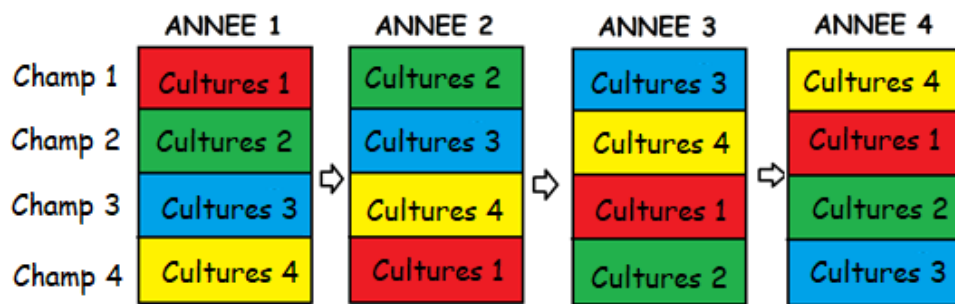 ANNEE 1 ANNEE 2 ANNEE 3 ANNEE 4
Champ 1 Cultures 1 Cultures 2 Cultures 3 Cultures 4
Champ 2 Cultures 2 Cultures 3 Cultures 4 Cultures 1
Champ 3 Cultures 3 Cultures 4 Cultures 1 Cultures 2
Champ 4 Cultures 4 Cultures 1 Cultures 2 Cultures 3